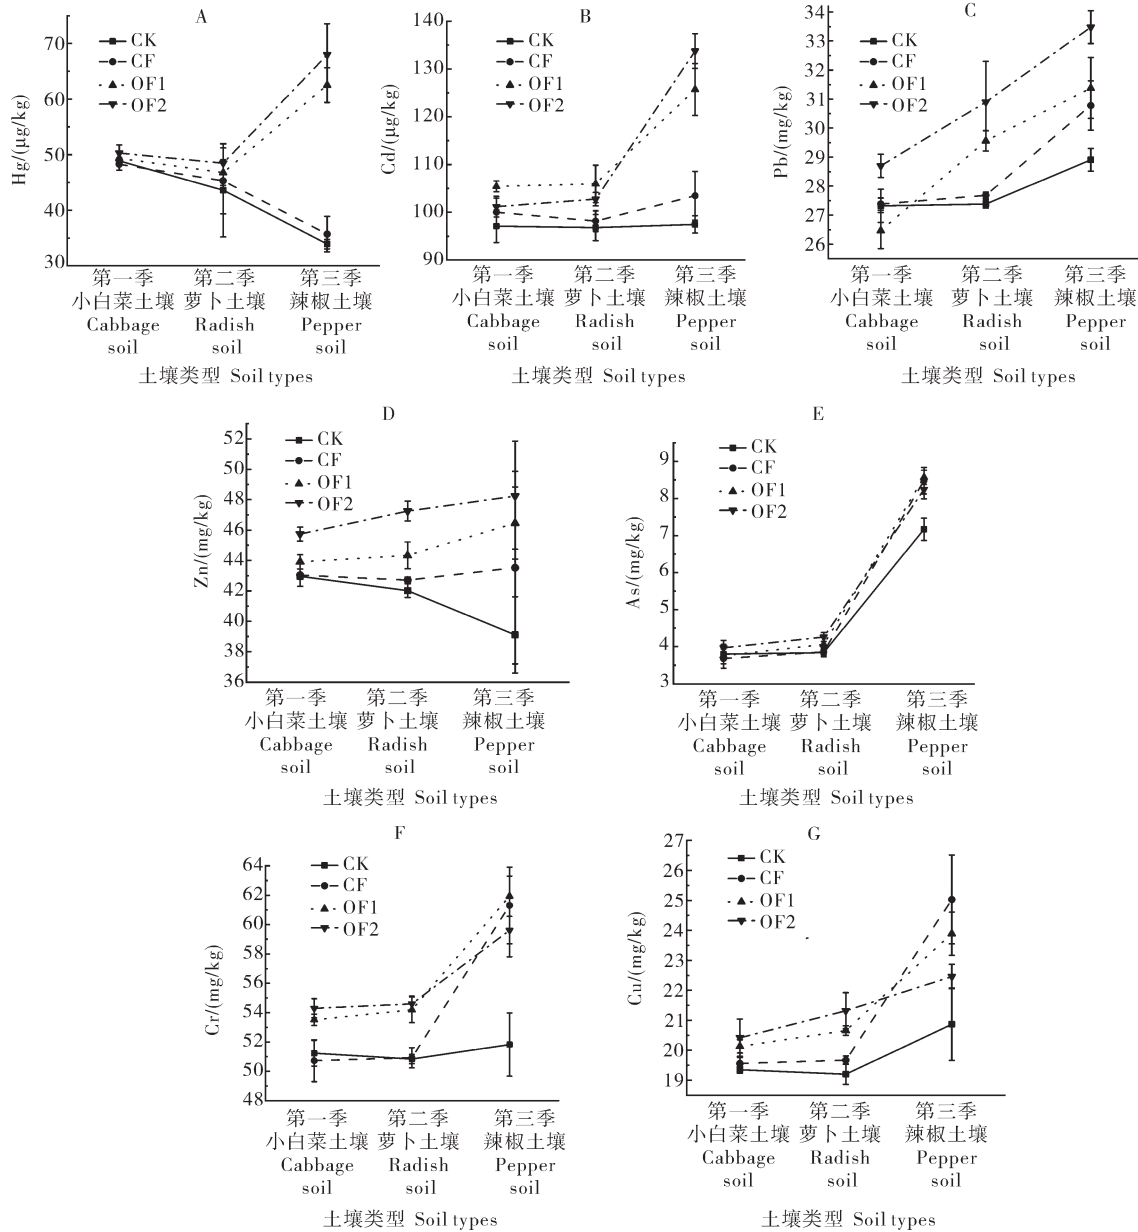 A
Hg/(μg/kg)
70
60
50
40
30
CK
CF
OF1
OF2
第一季 第二季 第三季
小白菜土壤 萝卜土壤 辣椒土壤
Cabbage Radish Pepper
soil soil soil
土壤类型 Soil types
B
Cd/(μg/kg)
140
130
120
110
100
90
CK
CF
OF1
OF2
第一季 第二季 第三季
小白菜土壤 萝卜土壤 辣椒土壤
Cabbage Radish Pepper
soil soil soil
土壤类型 Soil types
C
Pb/(mg/kg)
34
33
32
31
30
29
28
27
26
CK
CF
OF1
OF2
第一季 第二季 第三季
小白菜土壤 萝卜土壤 辣椒土壤
Cabbage Radish Pepper
soil soil soil
土壤类型 Soil types
D
Zn/(mg/kg)
52
50
48
46
44
42
39
38
36
CK
CF
OF1
OF2
第一季 第二季 第三季
小白菜土壤 萝卜土壤 辣椒土壤
Cabbage Radish Pepper
soil soil soil
土壤类型 Soil types
E
As/(mg/kg)
9
8
7
6
5
4
3
CK
CF
OF1
OF2
第一季 第二季 第三季
小白菜土壤 萝卜土壤 辣椒土壤
Cabbage Radish Pepper
soil soil soil
土壤类型 Soil types
F
Cr/(mg/kg)
64
62
60
58
56
54
52
50
48
CK
CF
OF1
OF2
第一季 第二季 第三季
小白菜土壤 萝卜土壤 辣椒土壤
Cabbage Radish Pepper
soil soil soil
土壤类型 Soil types
G
Cu/(mg/kg)
27
26
25
24
23
22
21
20
19
CK
CF
OF1
OF2
第一季 第二季 第三季
小白菜土壤 萝卜土壤 辣椒土壤
Cabbage Radish Pepper
soil soil soil
土壤类型 Soil types